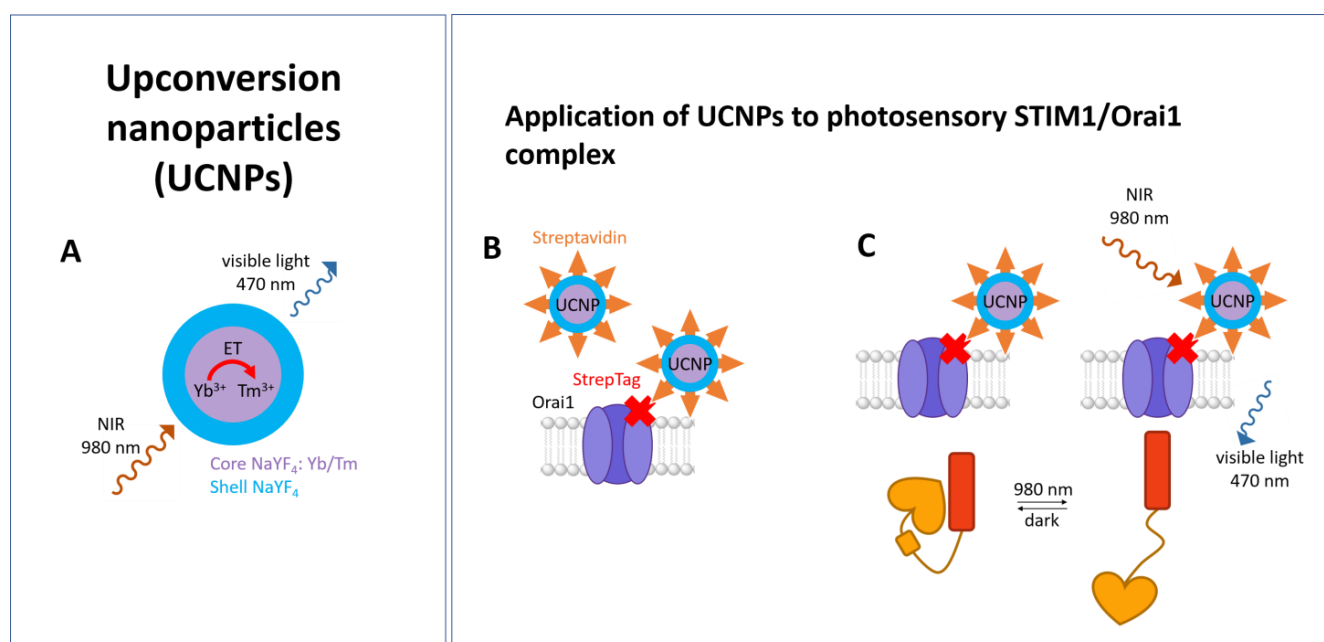 Upconversion
nanoparticles
(UCNPs)
A
visible light
470 nm
ET
Yb³⁺ Tm³⁺
NIR
980 nm
Core NaYF₄: Yb/Tm
Shell NaYF₄
Application of UCNPs to photosensory STIM1/Orai1
complex
B
Streptavidin
UCNP
UCNP
StrepTag
Orai1
C
NIR
980 nm
UCNP
UCNP
visible light
470 nm
980 nm
dark